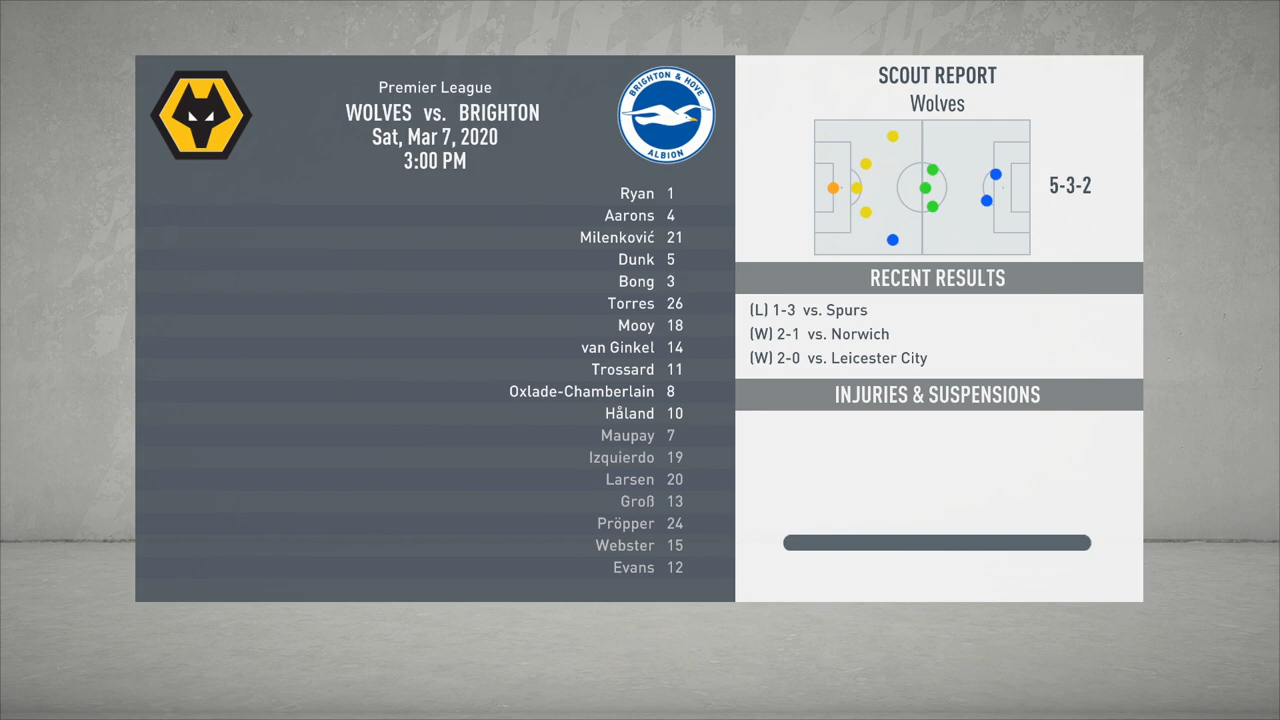 Premier League
WOLVES vs. BRIGHTON
Sat, Mar 7, 2020
3:00 PM
BRIGHTON & HOVE
ALBION
Ryan 1
Aarons 4
Milenković 21
Dunk 5
Bong 3
Torres 26
Mooy 18
van Ginkel 14
Trossard 11
Oxlade-Chamberlain 8
Håland 10
Maupay 7
Izquierdo 19
Larsen 20
Groß 13
Pröpper 24
Webster 15
Evans 12
SCOUT REPORT
Wolves
5-3-2
RECENT RESULTS
(L) 1-3 vs. Spurs
(W) 2-1 vs. Norwich
(W) 2-0 vs. Leicester City
INJURIES & SUSPENSIONS